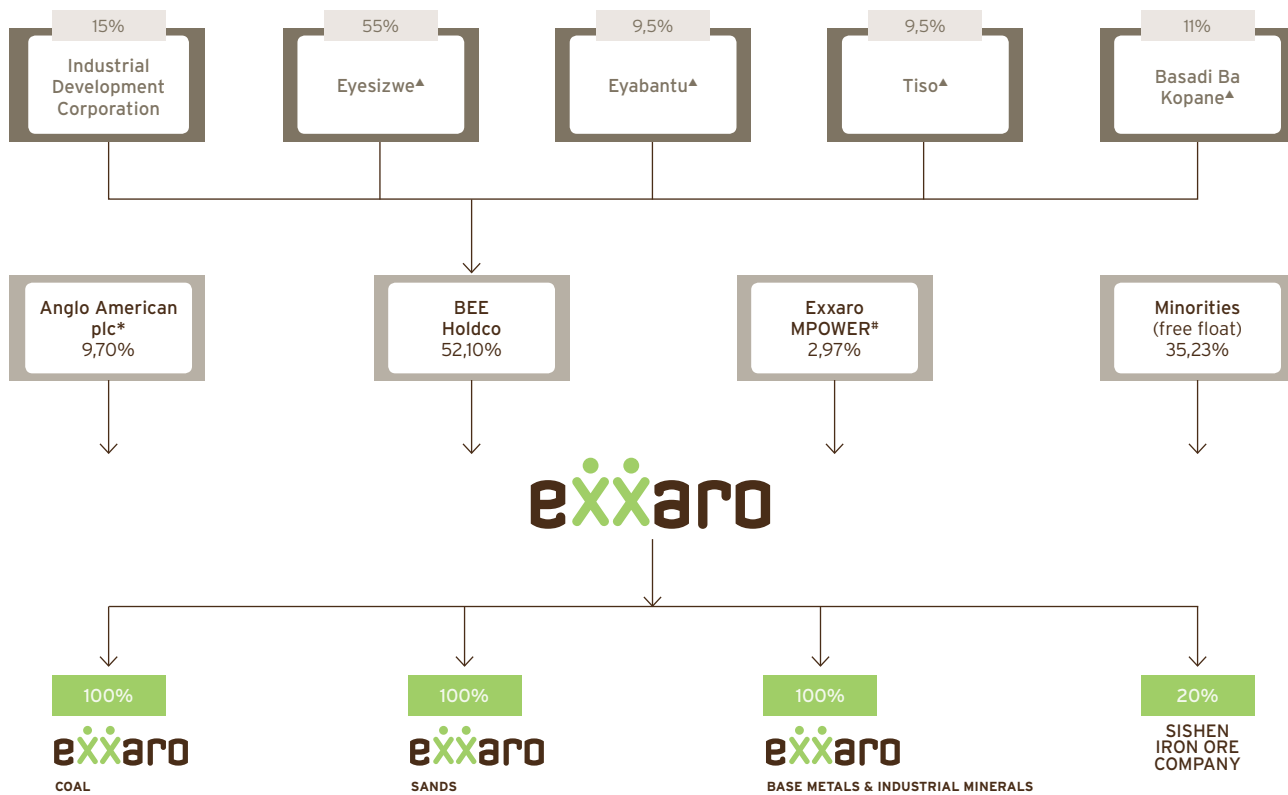 15%
55%
9,5%
9,5%
11%
Industrial
Development
Corporation
Eyesizwe▲
Eyabantu▲
Tiso▲
Basadi Ba
Kopane▲
Anglo American
plc*
9,70%
BEE
Holdco
52,10%
Exxaro
MPOWER#
2,97%
Minorities
(free float)
35,23%
exxaro
100%
exxaro
COAL
100%
exxaro
SANDS
100%
exxaro
BASE METALS & INDUSTRIAL MINERALS
20%
SISHEN
IRON ORE
COMPANY